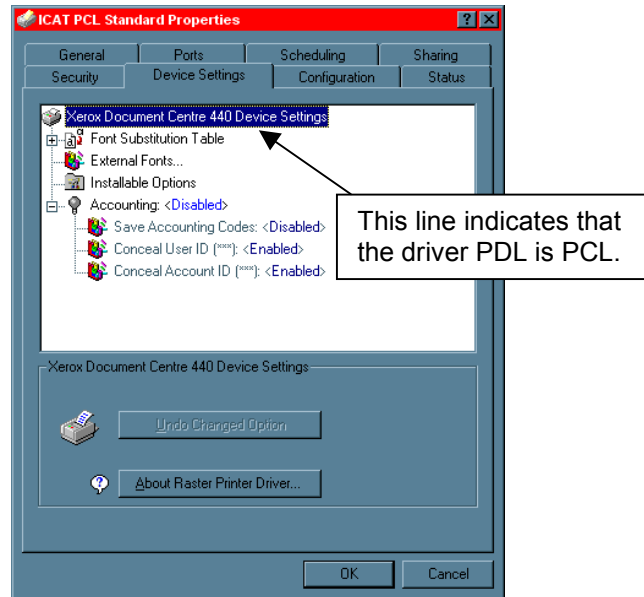 ICAT PCL Standard Properties
General Ports Scheduling Sharing
Security Device Settings Configuration Status
Xerox Document Centre 440 Device Settings
Font Substitution Table
External Fonts...
Installable Options
Accounting: <Disabled>
Save Accounting Codes: <Disabled>
Conceal User ID (***): <Enabled>
Conceal Account ID (***): <Enabled>
This line indicates that
the driver PDL is PCL.
Xerox Document Centre 440 Device Settings
Undo Changed Option
About Raster Printer Driver...
OK Cancel